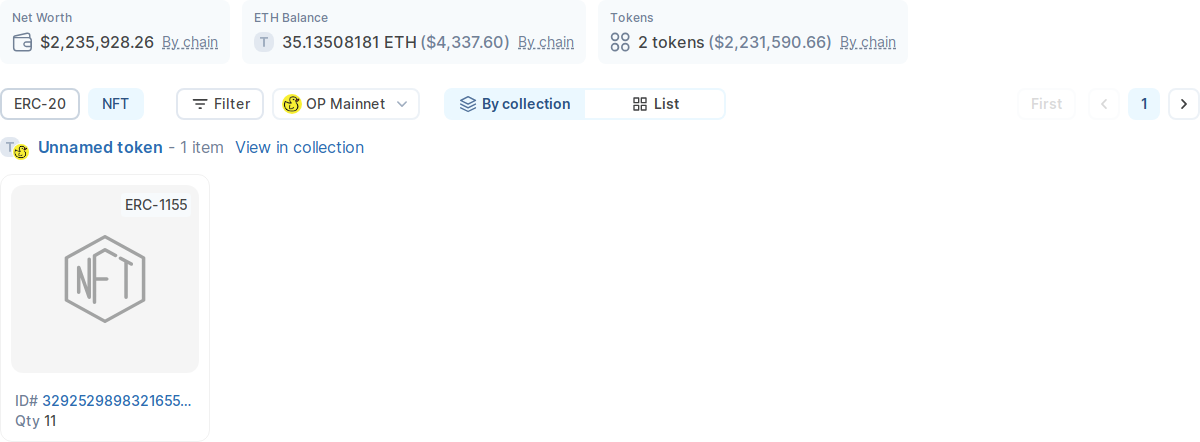 Net Worth
$2,235,928.26 By chain
ETH Balance
T 35.13508181 ETH ($4,337.60) By chain
Tokens
2 tokens ($2,231,590.66) By chain
ERC-20 NFT Filter OP Mainnet By collection List First 1
T Unnamed token - 1 item View in collection
ERC-1155
NFT
ID# 3292529898321655...
Qty 11